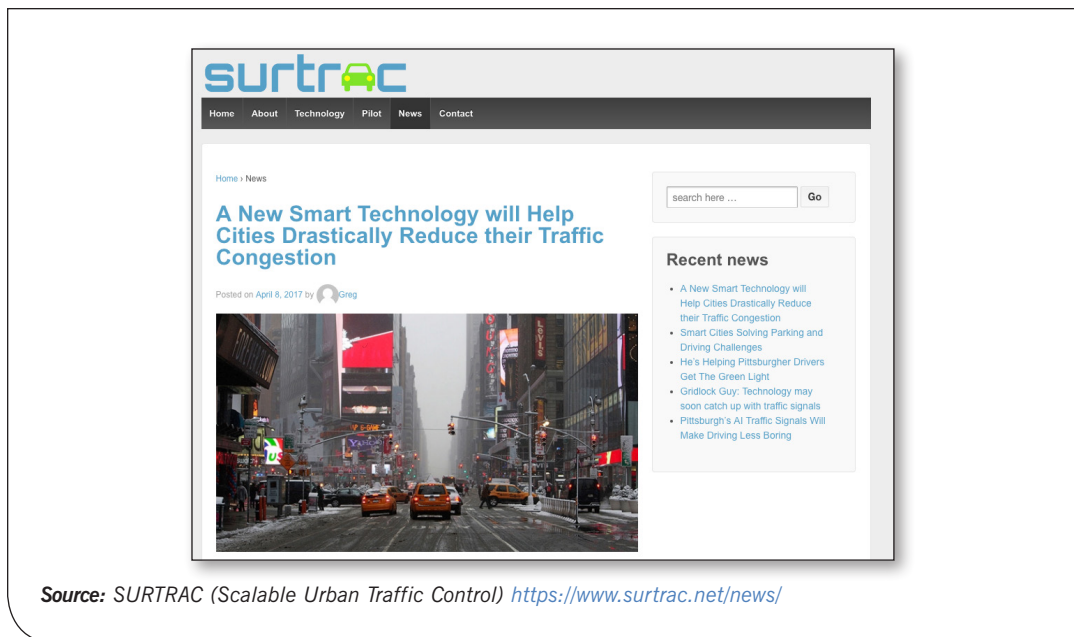 surtrac
Home About Technology Pilot News Contact
Home › News
A New Smart Technology will Help
Cities Drastically Reduce their Traffic
Congestion
Posted on April 8, 2017 by Greg
LEVI'S
YAHOO!
search here ...
Go
Recent news
• A New Smart Technology will
Help Cities Drastically Reduce
their Traffic Congestion
• Smart Cities Solving Parking and
Driving Challenges
• He's Helping Pittsburgher Drivers
Get The Green Light
• Gridlock Guy: Technology may
soon catch up with traffic signals
• Pittsburgh's AI Traffic Signals Will
Make Driving Less Boring
Source: SURTRAC (Scalable Urban Traffic Control) https://www.surtrac.net/news/